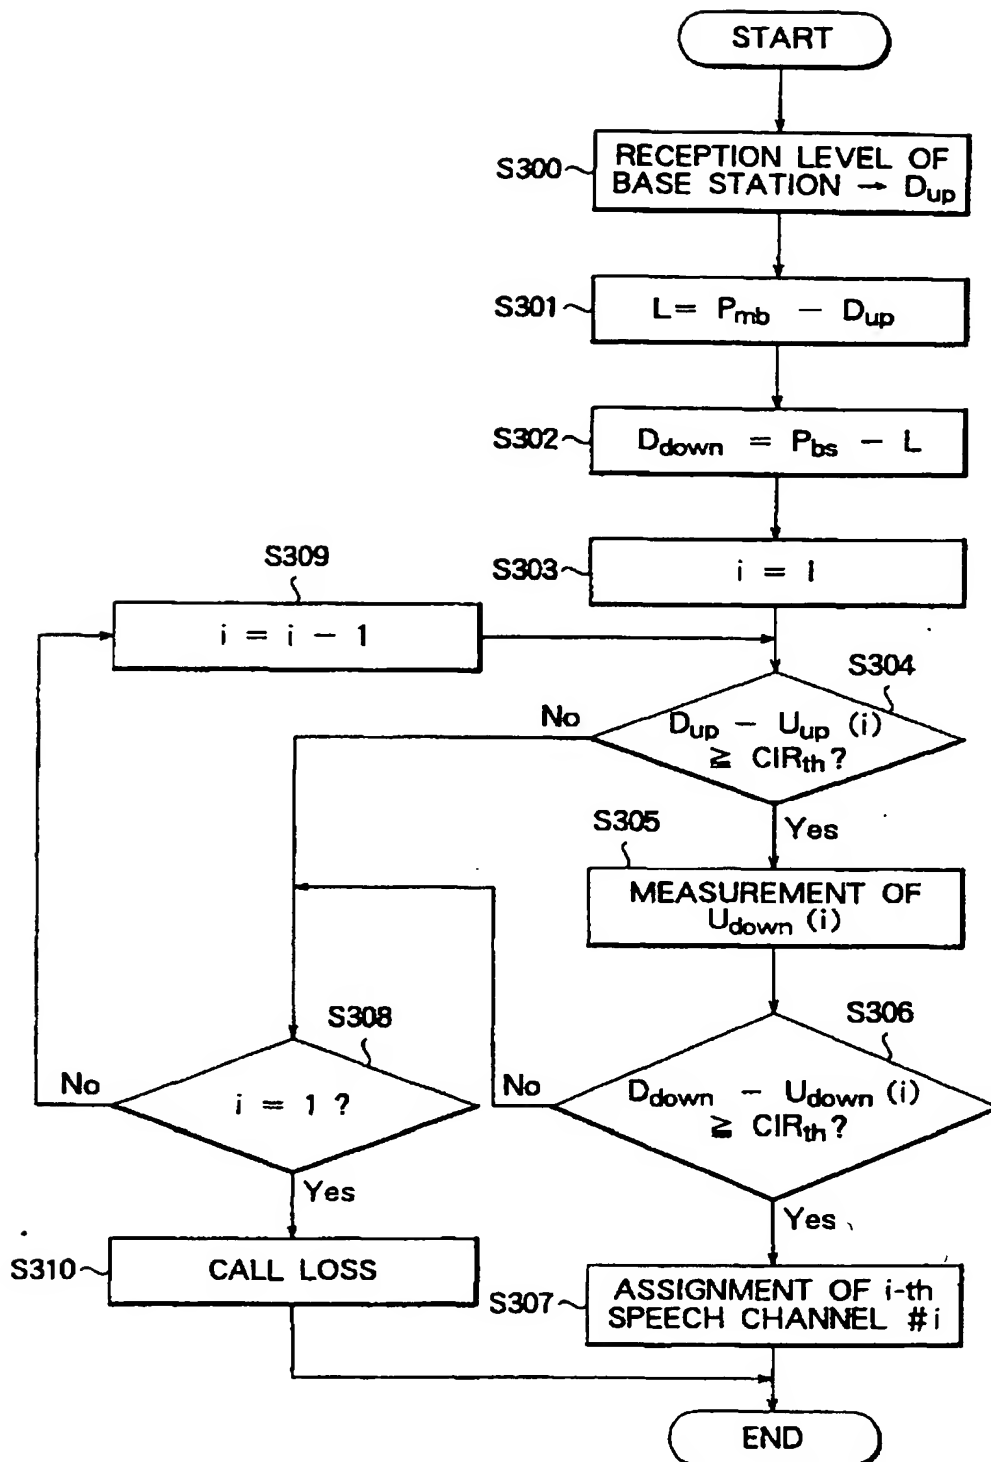 START
S300
RECEPTION LEVEL OF
BASE STATION → Dup
S301
L= Pmb - Dup
S302
Ddown = Pbs - L
S303
i = I
S309
i = i - 1
S304
Dup - Uup (i)
≧ CIRth?
No
Yes
S305
MEASUREMENT OF
Udown (i)
S306
Ddown - Udown (i)
≧ CIRth?
No
Yes
S308
i = 1 ?
No
Yes
S310
CALL LOSS
S307
ASSIGNMENT OF i-th
SPEECH CHANNEL #i
END